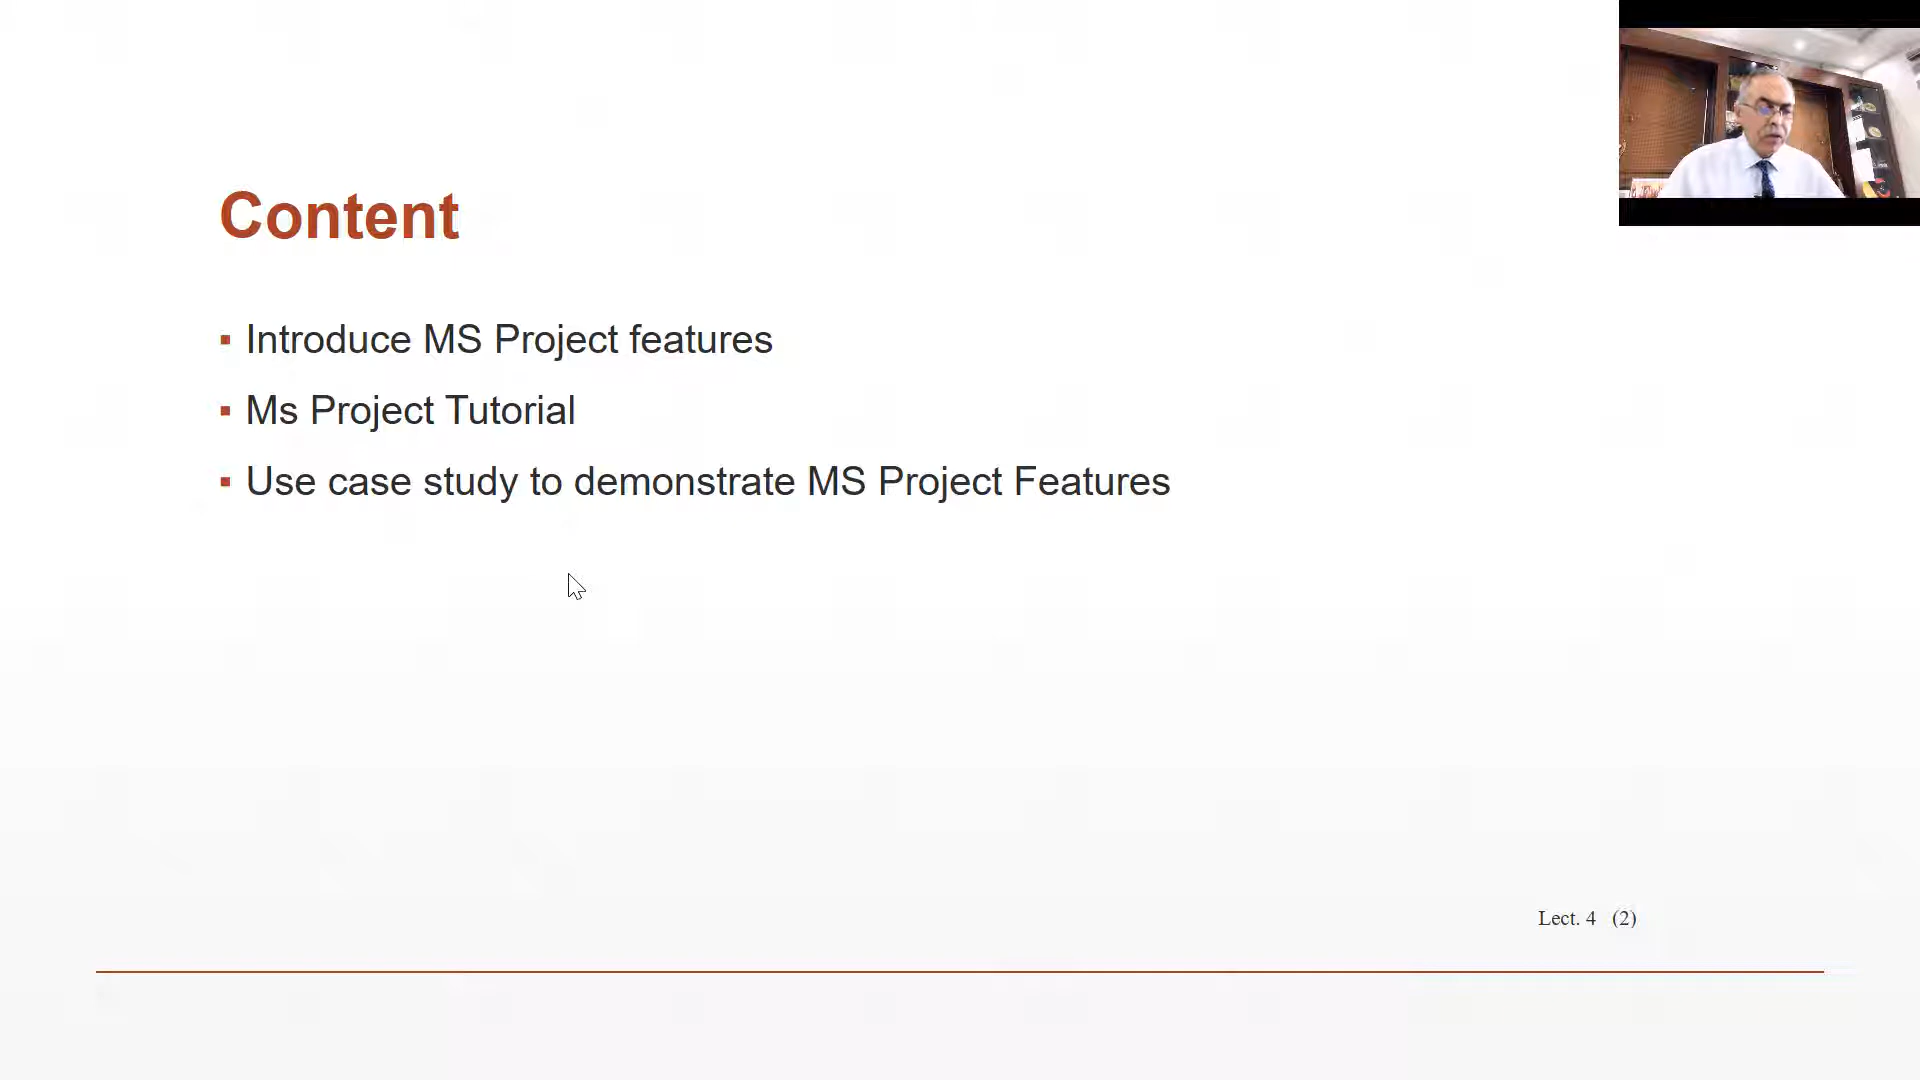 Content
▪ Introduce MS Project features
▪ Ms Project Tutorial
▪ Use case study to demonstrate MS Project Features
Lect. 4 (2)